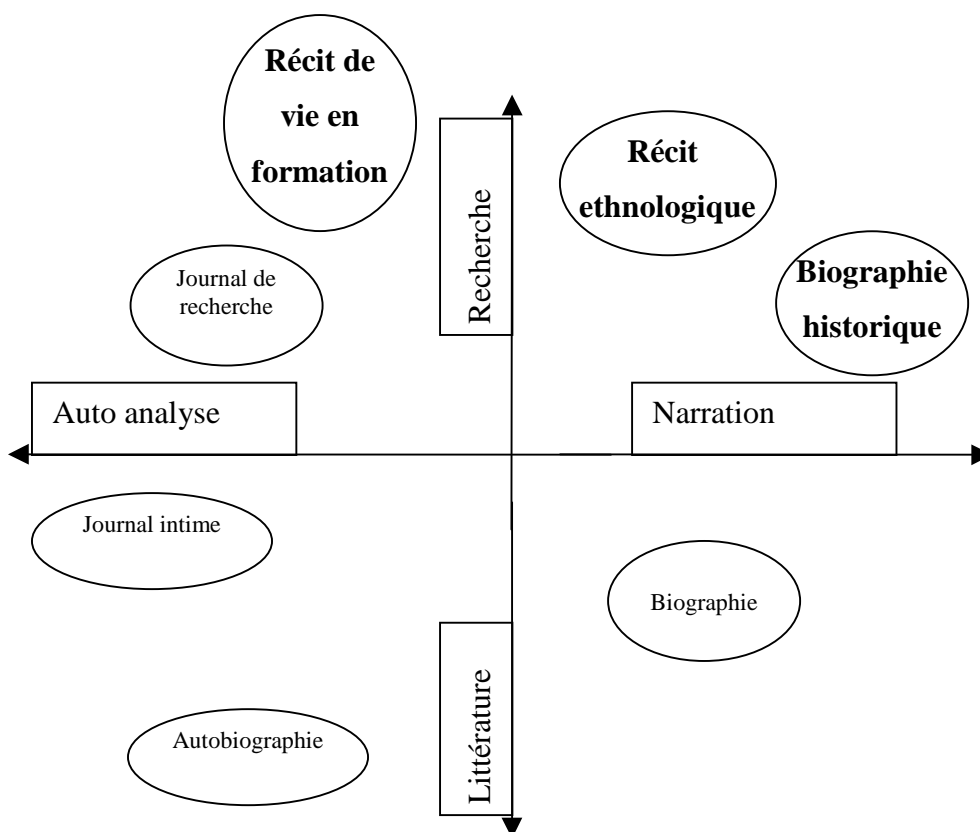 Récit de
vie en
formation
Récit
ethnologique
Recherche
Journal de
recherche
Biographie
historique
Auto analyse
Narration
Journal intime
Biographie
Littérature
Autobiographie